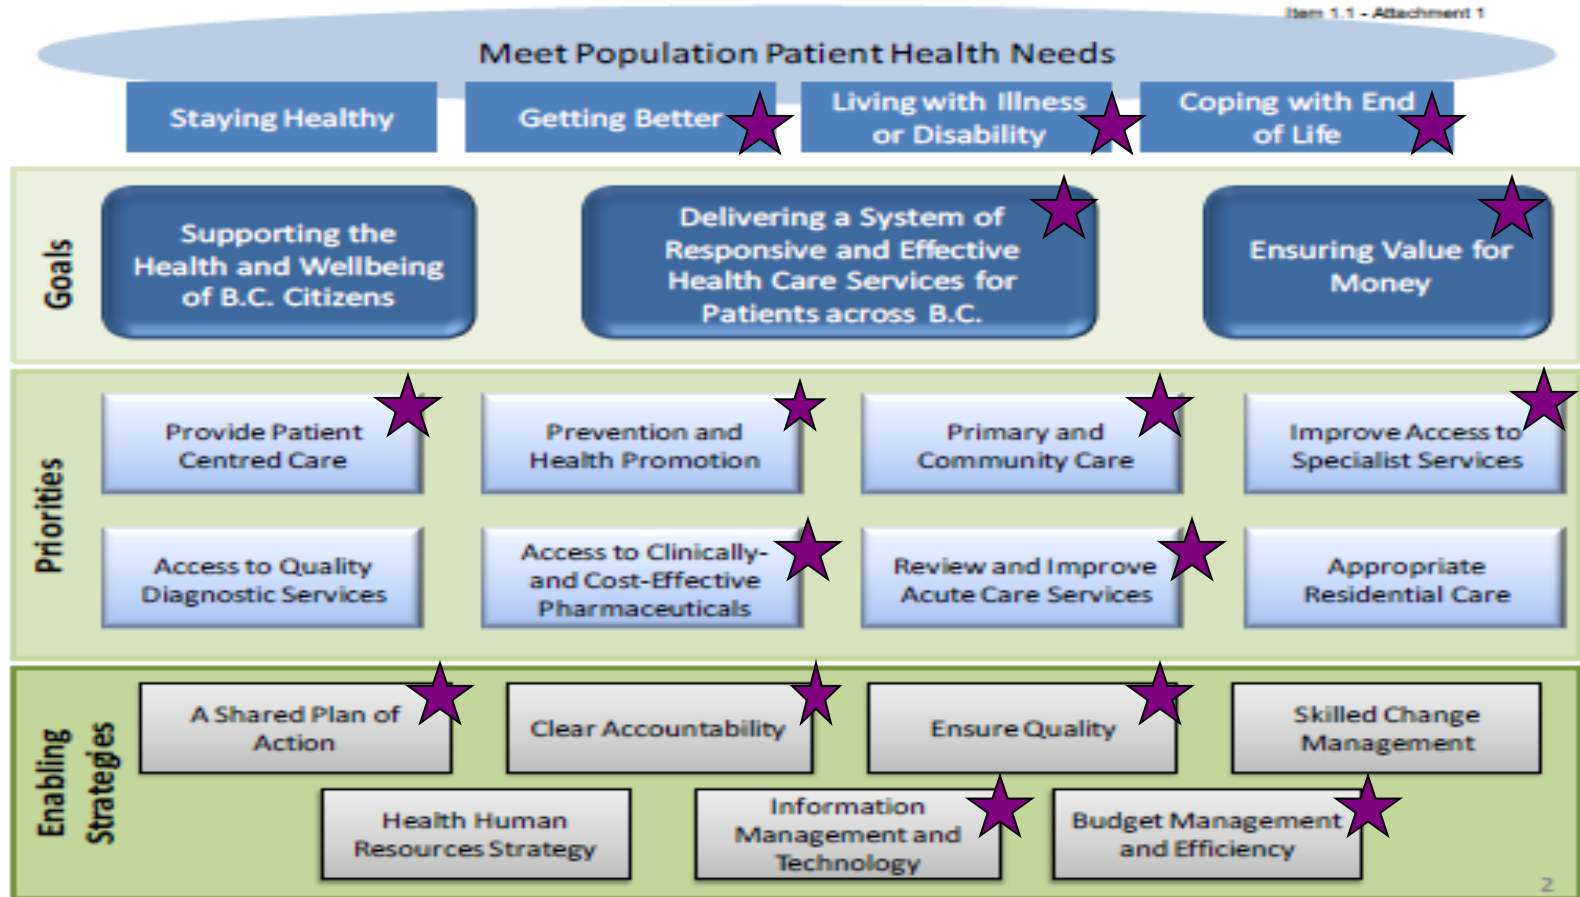 Item 1.1 - Attachment 1
Meet Population Patient Health Needs
Staying Healthy
Getting Better
Living with Illness
or Disability
Coping with End
of Life
Goals
Supporting the
Health and Wellbeing
of B.C. Citizens
Delivering a System of
Responsive and Effective
Health Care Services for
Patients across B.C.
Ensuring Value for
Money
Priorities
Provide Patient
Centred Care
Prevention and
Health Promotion
Primary and
Community Care
Improve Access to
Specialist Services
Access to Quality
Diagnostic Services
Access to Clinically-
and Cost-Effective
Pharmaceuticals
Review and Improve
Acute Care Services
Appropriate
Residential Care
Enabling
Strategies
A Shared Plan of
Action
Clear Accountability
Ensure Quality
Skilled Change
Management
Health Human
Resources Strategy
Information
Management and
Technology
Budget Management
and Efficiency
2